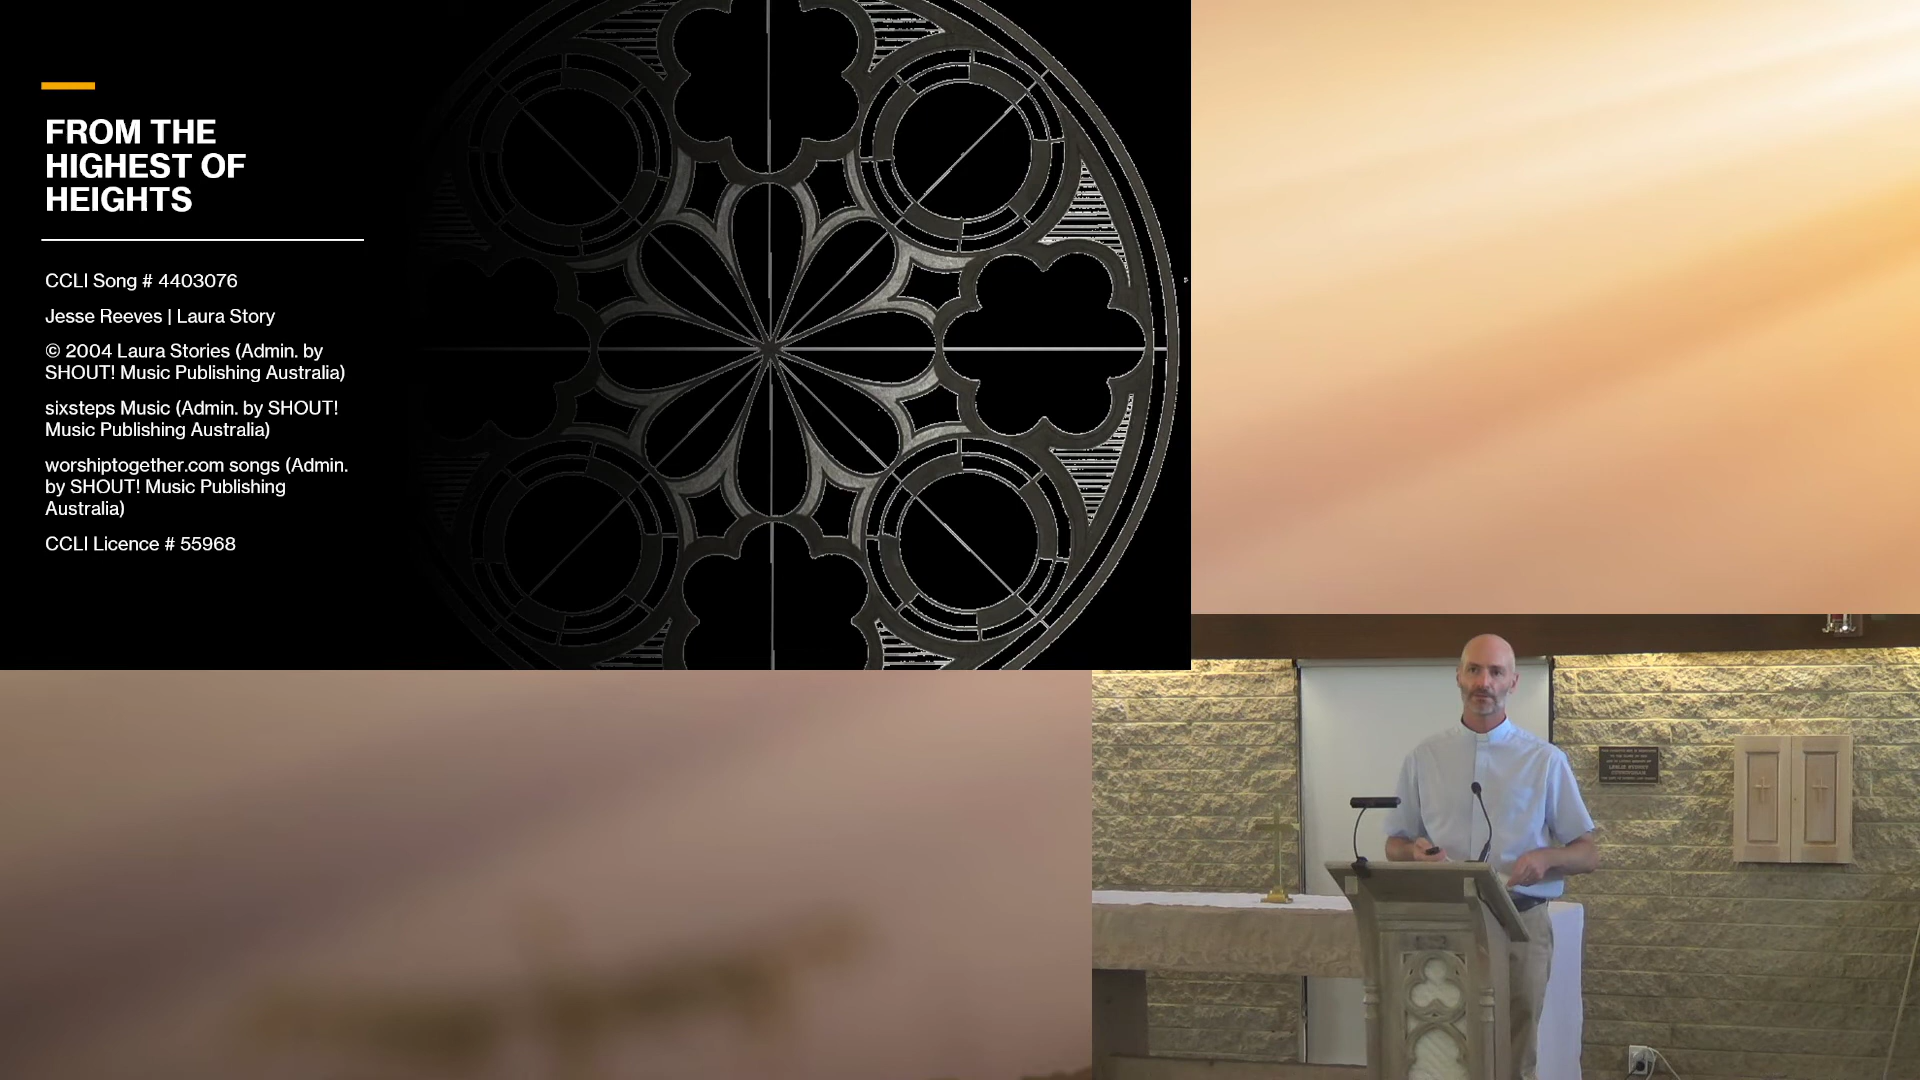 FROM THE
HIGHEST OF
HEIGHTS
CCLI Song # 4403076
Jesse Reeves | Laura Story
© 2004 Laura Stories (Admin. by
SHOUT! Music Publishing Australia)
sixsteps Music (Admin. by SHOUT!
Music Publishing Australia)
worshiptogether.com songs (Admin.
by SHOUT! Music Publishing
Australia)
CCLI Licence # 55968
LESLIE SYDNEY